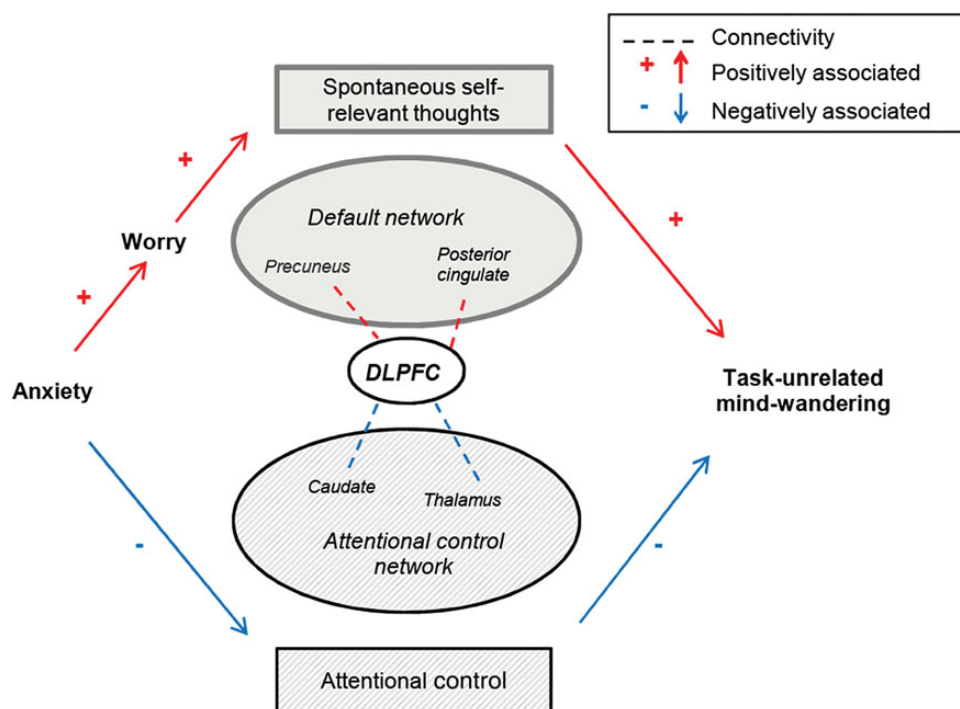 Connectivity
+ Positively associated
- Negatively associated
Spontaneous self-
relevant thoughts
+
Default network
+
Worry
Precuneus
Posterior
cingulate
+
DLPFC
Anxiety
Task-unrelated
mind-wandering
Caudate
Thalamus
-
Attentional control
network
-
Attentional control